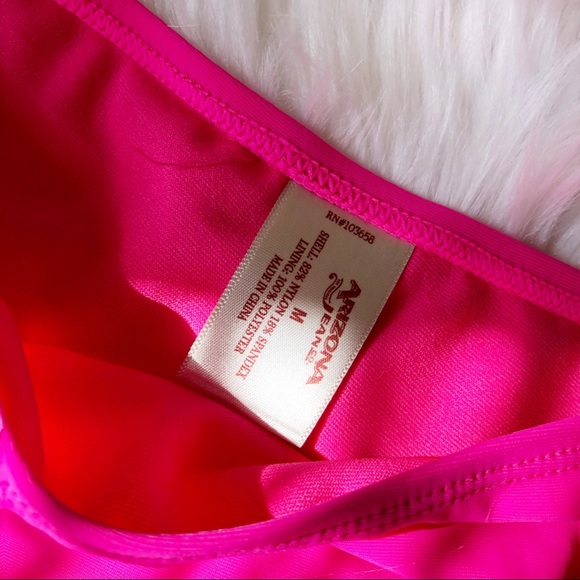 ARIZONA
JEAN CO
M
SHELL: 82% NYLON 18% SPANDEX
LINING: 100% POLYESTER
MADE IN CHINA
RN#103658